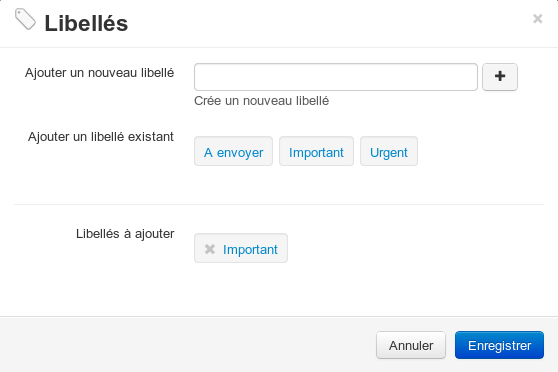 Libellés
Ajouter un nouveau libellé
Crée un nouveau libellé
Ajouter un libellé existant
A envoyer Important Urgent
Libellés à ajouter
Important
Annuler Enregistrer